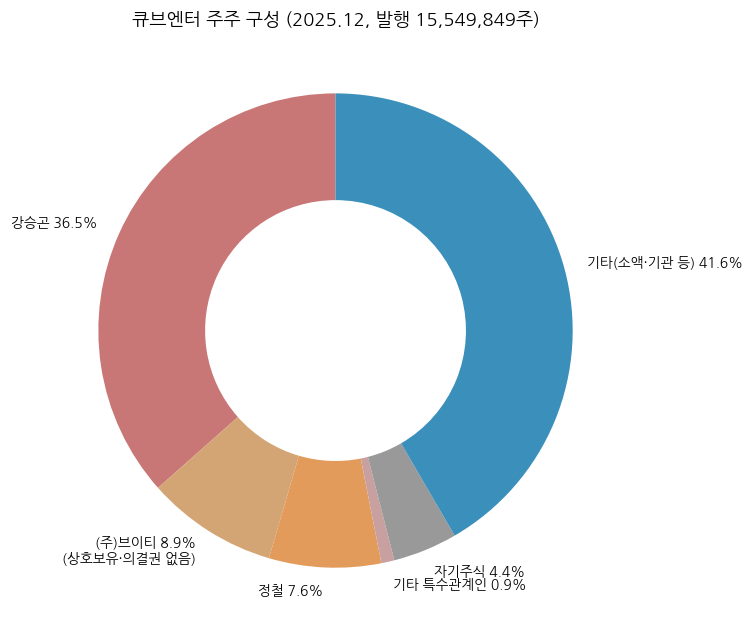 큐브엔터 주주 구성 (2025.12, 발행 15,549,849주)
강승곤 36.5%
기타(소액·기관 등) 41.6%
(주)브이티 8.9%
(상호보유·의결권 없음)
정철 7.6%
자기주식 4.4%
기타 특수관계인 0.9%